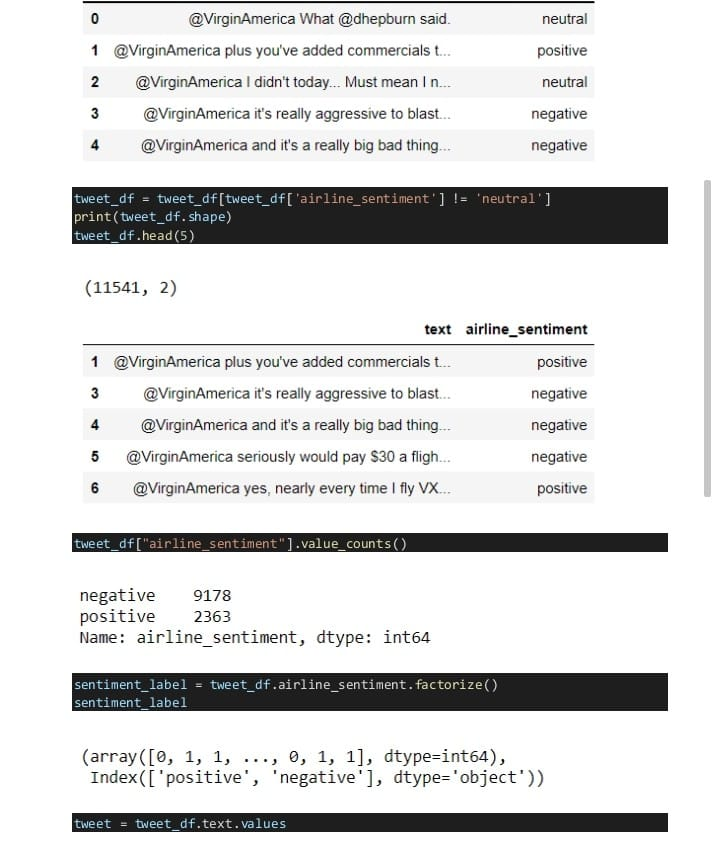 0 @VirginAmerica What @dhepburn said. neutral
1 @VirginAmerica plus you've added commercials t... positive
2 @VirginAmerica I didn't today... Must mean I n... neutral
3 @VirginAmerica it's really aggressive to blast... negative
4 @VirginAmerica and it's a really big bad thing... negative
tweet_df = tweet_df[tweet_df['airline_sentiment'] != 'neutral']
print(tweet_df.shape)
tweet_df.head(5)
(11541, 2)
text airline_sentiment
1 @VirginAmerica plus you've added commercials t... positive
3 @VirginAmerica it's really aggressive to blast... negative
4 @VirginAmerica and it's a really big bad thing... negative
5 @VirginAmerica seriously would pay $30 a fligh... negative
6 @VirginAmerica yes, nearly every time I fly VX... positive
tweet_df["airline_sentiment"].value_counts()
negative 9178
positive 2363
Name: airline_sentiment, dtype: int64
sentiment_label = tweet_df.airline_sentiment.factorize()
sentiment_label
(array([0, 1, 1, ..., 0, 1, 1], dtype=int64),
Index(['positive', 'negative'], dtype='object'))
tweet = tweet_df.text.values